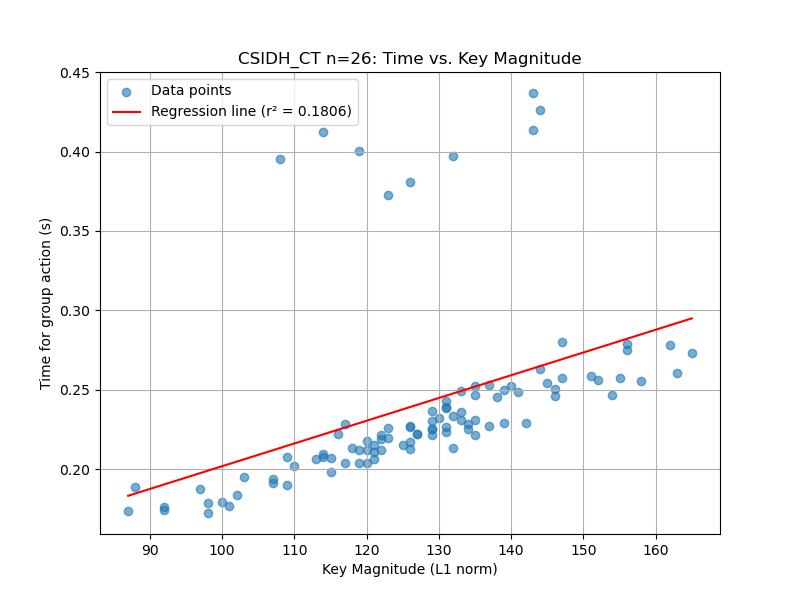 CSIDH_CT n=26: Time vs. Key Magnitude
Data points
Regression line (r² = 0.1806)
0.45
0.40
0.35
0.30
0.25
0.20
Time for group action (s)
90 100 110 120 130 140 150 160
Key Magnitude (L1 norm)